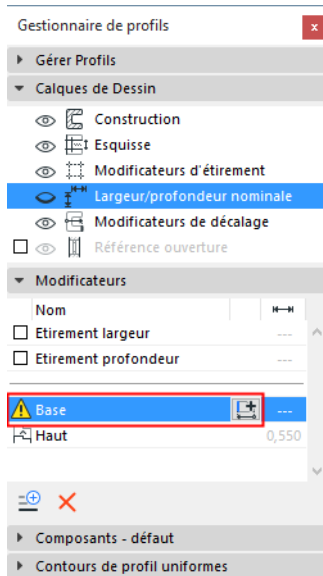 Gestionnaire de profils
Gérer Profils
Calques de Dessin
Construction
Esquisse
Modificateurs d'étirement
Largeur/profondeur nominale
Modificateurs de décalage
Référence ouverture
Modificateurs
Nom
Etirement largeur ---
Etirement profondeur ---
Base ---
Haut 0,550
Composants - défaut
Contours de profil uniformes